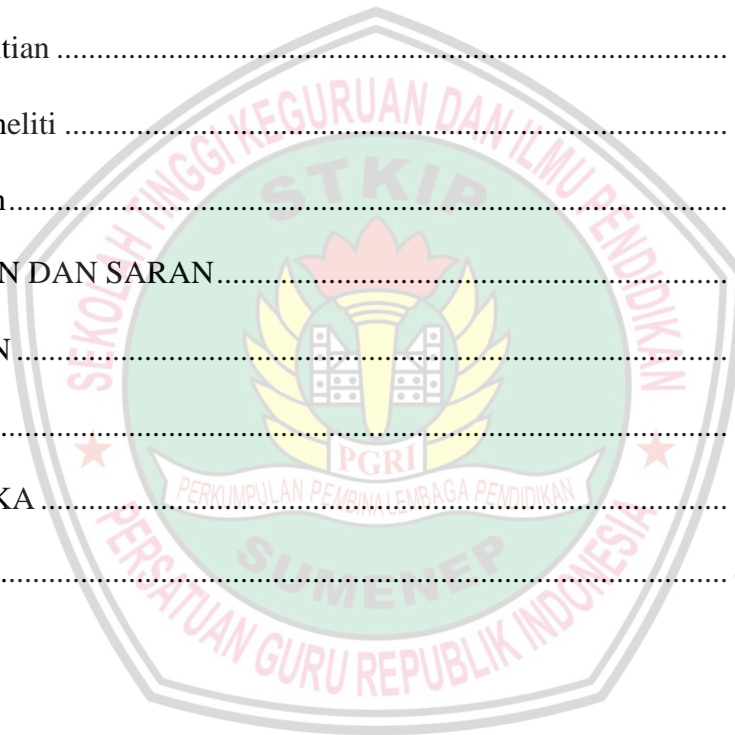 tian ........................................................................................
neliti .......................................................................................
n..............................................................................................
N DAN SARAN................................................................
N .............................................................................................
................................................................................................
KA ..........................................................................................
................................................................................................
SEKOLAH TINGGI KEGURUAN DAN ILMU PENDIDIKAN
STKIP
PGRI
PERKUMPULAN PEMBINA LEMBAGA PENDIDIKAN
SUMENEP
PERSATUAN GURU REPUBLIK INDONESIA